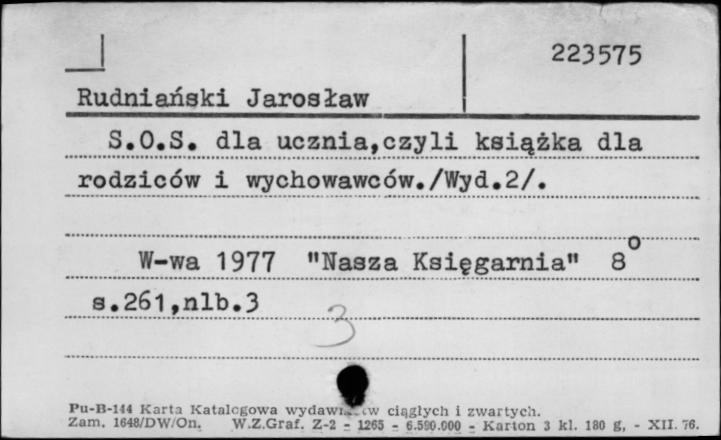 223575
Rudniański Jarosław
S.O.S. dla ucznia,czyli książka dla
rodziców i wychowawców./Wyd.2/.
W-wa 1977 "Nasza Księgarnia" 8°
s.261,nlb.3
3
Pu-B-144 Karta Katalogowa ciągłych i zwartych.
Zam. 1648/DW/On. W.Z.Graf. Z-2 - 1265 - 6.590.000 - Karton 3 kl. 180 g, - XII. 76.